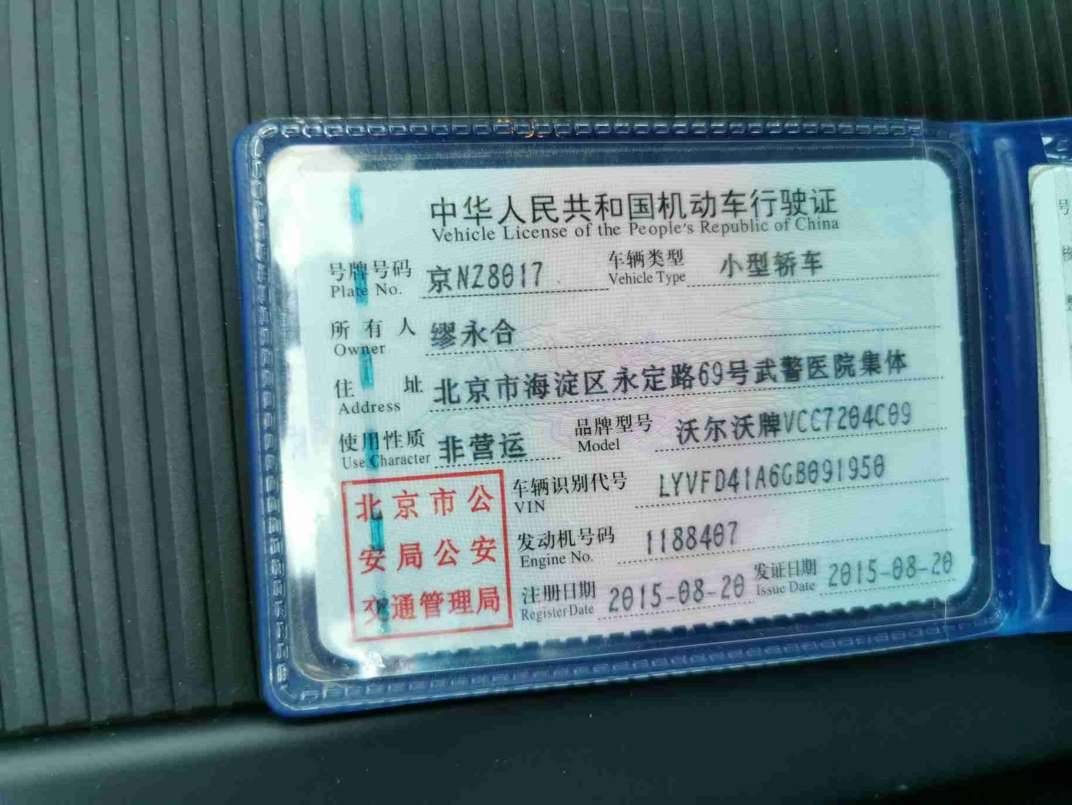 中华人民共和国机动车行驶证
Vehicle License of the People's Republic of China
号牌号码 京NZ8017 车辆类型 小型轿车
Plate No. Vehicle Type
所有人 缪永合
Owner
住址 北京市海淀区永定路69号武警医院集体
Address
使用性质 非营运 品牌型号 沃尔沃牌VCC7204C09
Use Character Model
北京市公
安局公安
交通管理局
车辆识别代号 LYVFD41A6GB091950
VIN
发动机号码 1188407
Engine No.
注册日期 2015-08-20 发证日期 2015-08-20
Register Date Issue Date
号